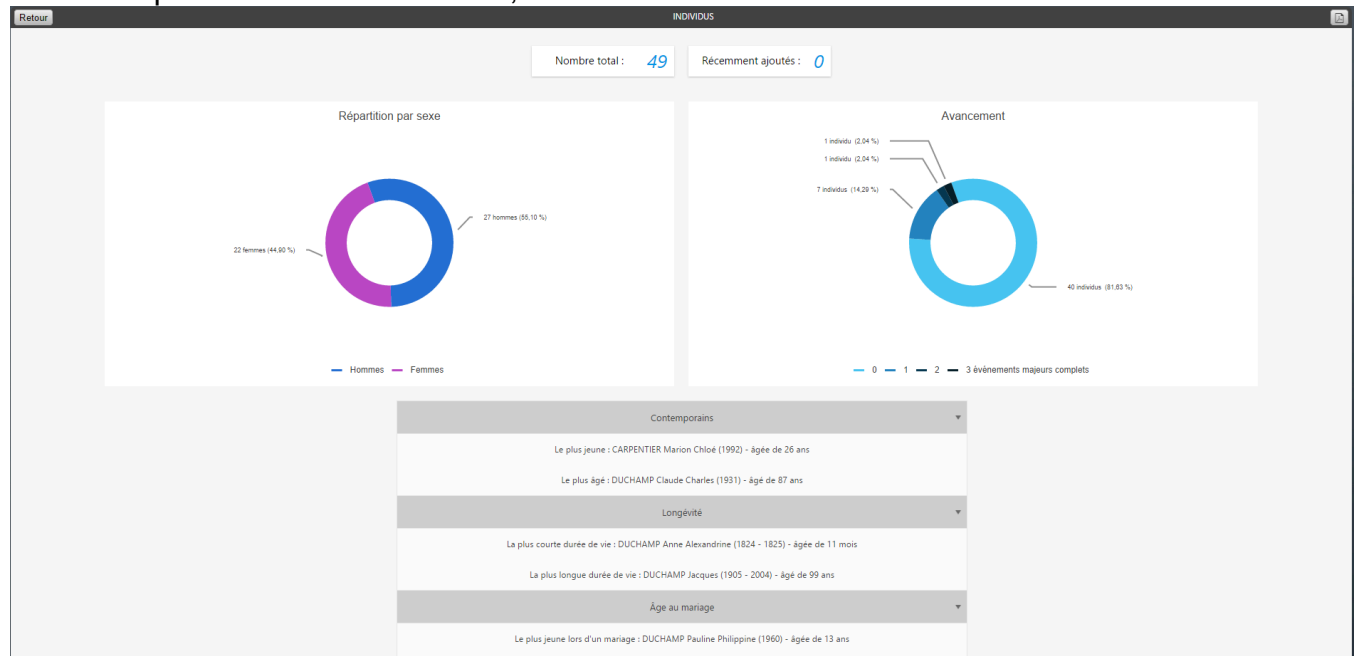 Retour
INDIVIDUS
Nombre total : 49
Récemment ajoutés : 0
Répartition par sexe
27 hommes (55,10 %)
22 femmes (44,90 %)
Hommes Femmes
Avancement
1 individu (2,04 %)
1 individu (2,04 %)
7 individus (14,29 %)
40 individus (81,63 %)
0 1 2 3 événements majeurs complets
Contemporains
Le plus jeune : CARPENTIER Marion Chloé (1992) - âgée de 26 ans
Le plus âgé : DUCHAMP Claude Charles (1931) - âgé de 87 ans
Longévité
La plus courte durée de vie : DUCHAMP Anne Alexandrine (1824 - 1825) - âgée de 11 mois
La plus longue durée de vie : DUCHAMP Jacques (1905 - 2004) - âgé de 99 ans
Âge au mariage
Le plus jeune lors d'un mariage : DUCHAMP Pauline Philippine (1960) - âgée de 13 ans